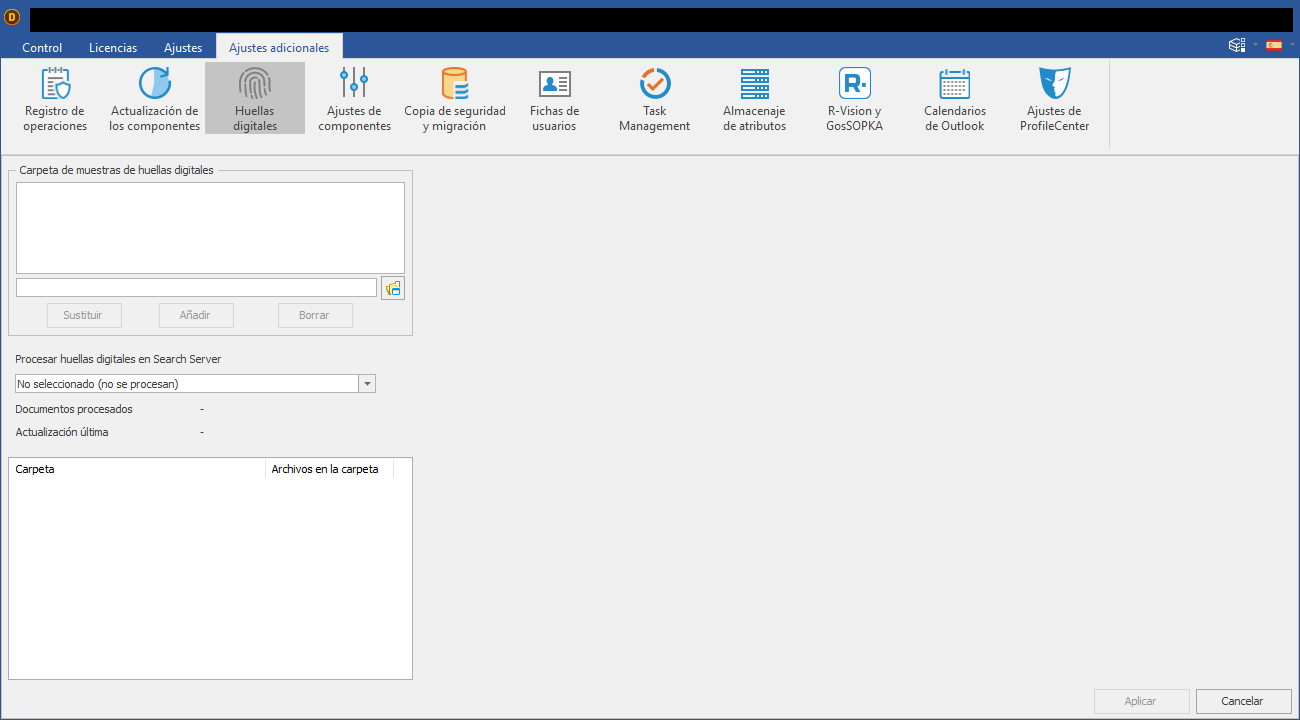 D
Control Licencias Ajustes Ajustes adicionales
Registro de operaciones
Actualización de los componentes
Huellas digitales
Ajustes de componentes
Copia de seguridad y migración
Fichas de usuarios
Task Management
Almacenaje de atributos
R-Vision y GosSOPKA
Calendarios de Outlook
Ajustes de ProfileCenter
Carpeta de muestras de huellas digitales
Sustituir Añadir Borrar
Procesar huellas digitales en Search Server
No seleccionado (no se procesan)
Documentos procesados -
Actualización última -
Carpeta Archivos en la carpeta
Aplicar Cancelar